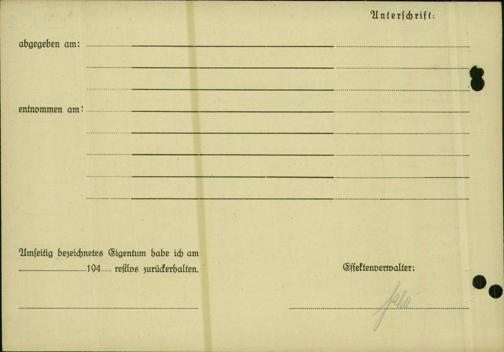 Unterschrift:
abgegeben am:
entnommen am:
Umseitig bezeichnetes Eigentum habe ich am
194 restlos zurückerhalten.
Effektenverwalter: